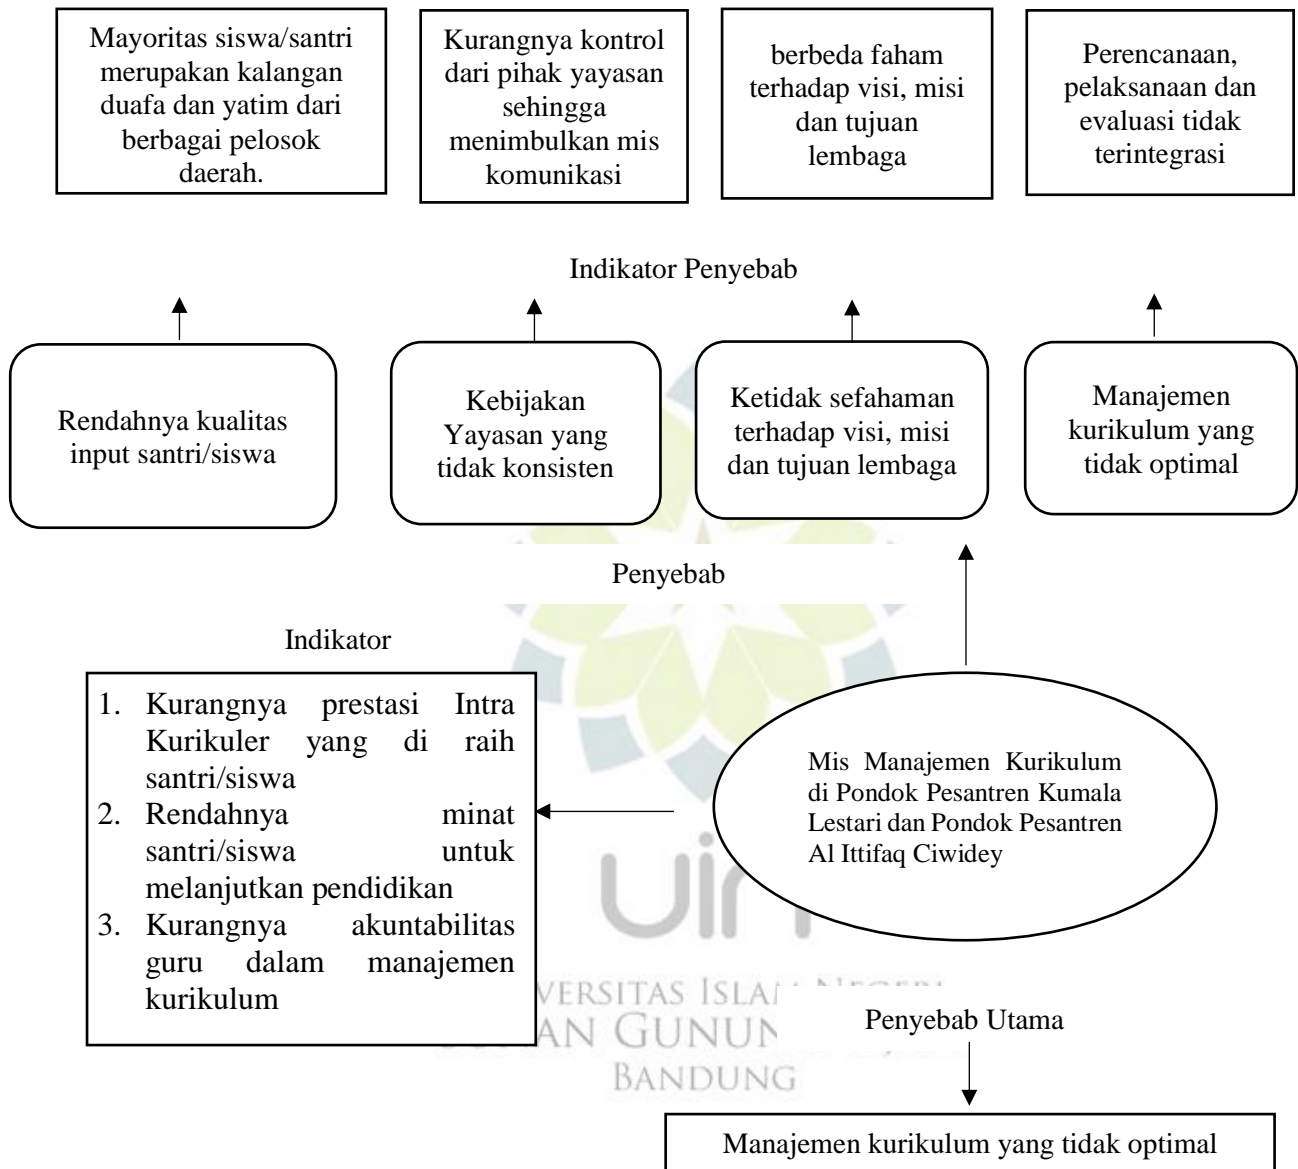 Mayoritas siswa/santri
merupakan kalangan
duafa dan yatim dari
berbagai pelosok
daerah.
Kurangnya kontrol
dari pihak yayasan
sehingga
menimbulkan mis
komunikasi
berbeda faham
terhadap visi, misi
dan tujuan
lembaga
Perencanaan,
pelaksanaan dan
evaluasi tidak
terintegrasi
Indikator Penyebab
Rendahnya kualitas
input santri/siswa
Kebijakan
Yayasan yang
tidak konsisten
Ketidak sefahaman
terhadap visi, misi
dan tujuan lembaga
Manajemen
kurikulum yang
tidak optimal
Penyebab
Indikator
1. Kurangnya prestasi Intra
Kurikuler yang di raih
santri/siswa
2. Rendahnya minat
santri/siswa untuk
melanjutkan pendidikan
3. Kurangnya akuntabilitas
guru dalam manajemen
kurikulum
Mis Manajemen Kurikulum
di Pondok Pesantren Kumala
Lestari dan Pondok Pesantren
Al Ittifaq Ciwidey
Penyebab Utama
BANDUNG
Manajemen kurikulum yang tidak optimal